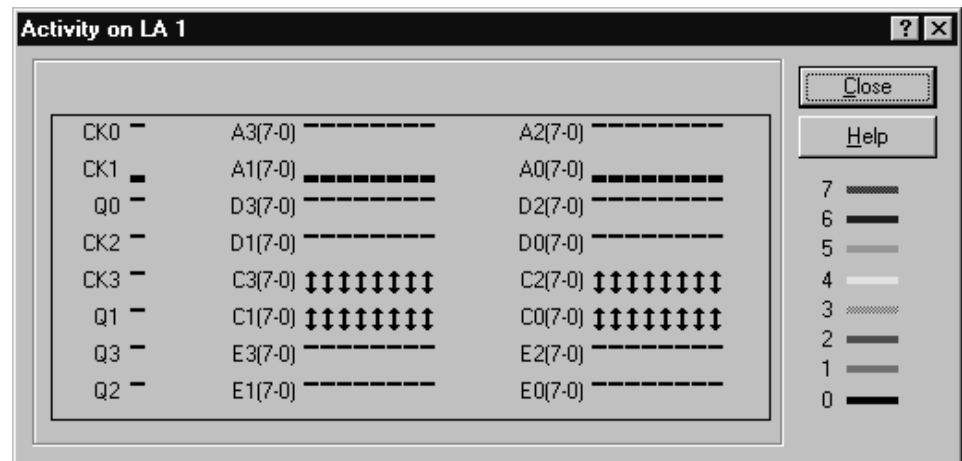 Activity on LA 1
Close
Help
CK0 A3(7-0) A2(7-0)
CK1 A1(7-0) A0(7-0)
Q0 D3(7-0) D2(7-0)
CK2 D1(7-0) D0(7-0)
CK3 C3(7-0) C2(7-0)
Q1 C1(7-0) C0(7-0)
Q3 E3(7-0) E2(7-0)
Q2 E1(7-0) E0(7-0)
7
6
5
4
3
2
1
0